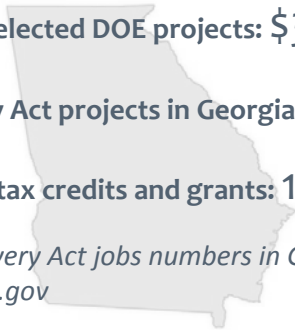 elected DOE projects: $
Act projects in Georgia
tax credits and grants: 1
very Act jobs numbers in
.gov